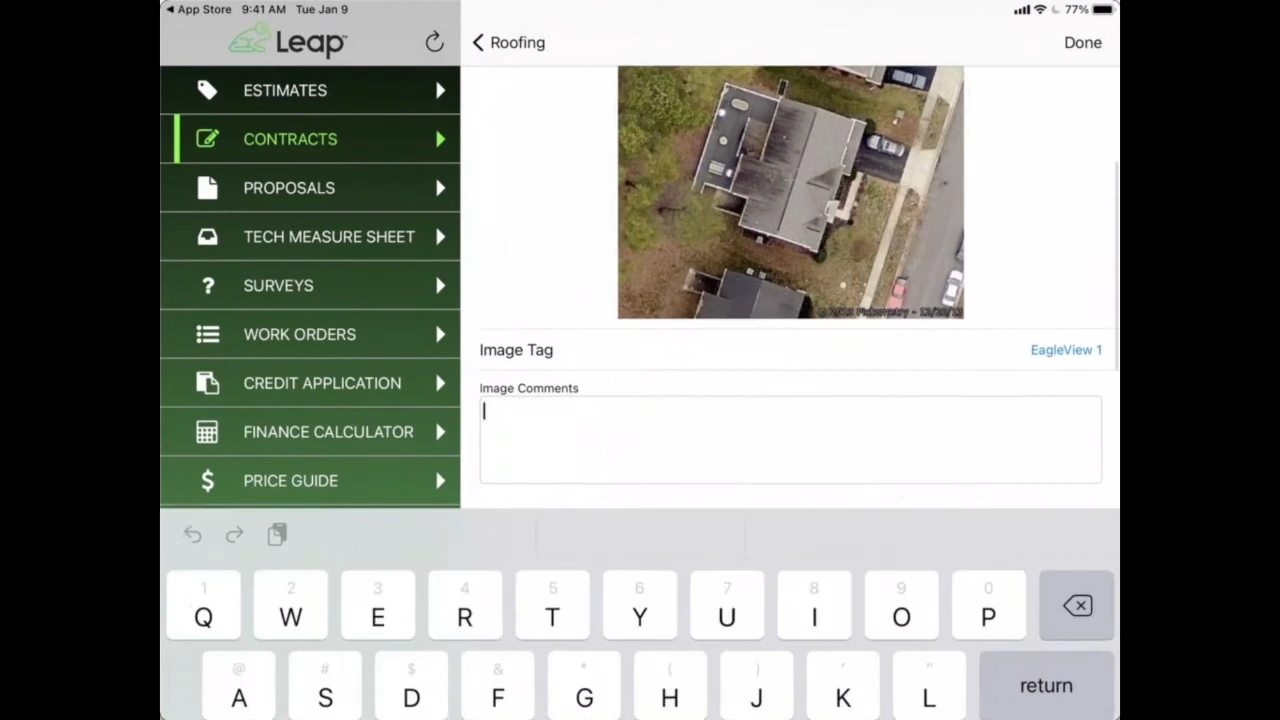 App Store 9:41 AM Tue Jan 9
77%
Leap™
Roofing
Done
ESTIMATES
CONTRACTS
PROPOSALS
TECH MEASURE SHEET
SURVEYS
WORK ORDERS
CREDIT APPLICATION
FINANCE CALCULATOR
PRICE GUIDE
Pictometry
Image Tag
EagleView 1
Image Comments
1 2 3 4 5 6 7 8 9 0
Q W E R T Y U I O P
@ # $ & * ( ) ' "
A S D F G H J K L
return